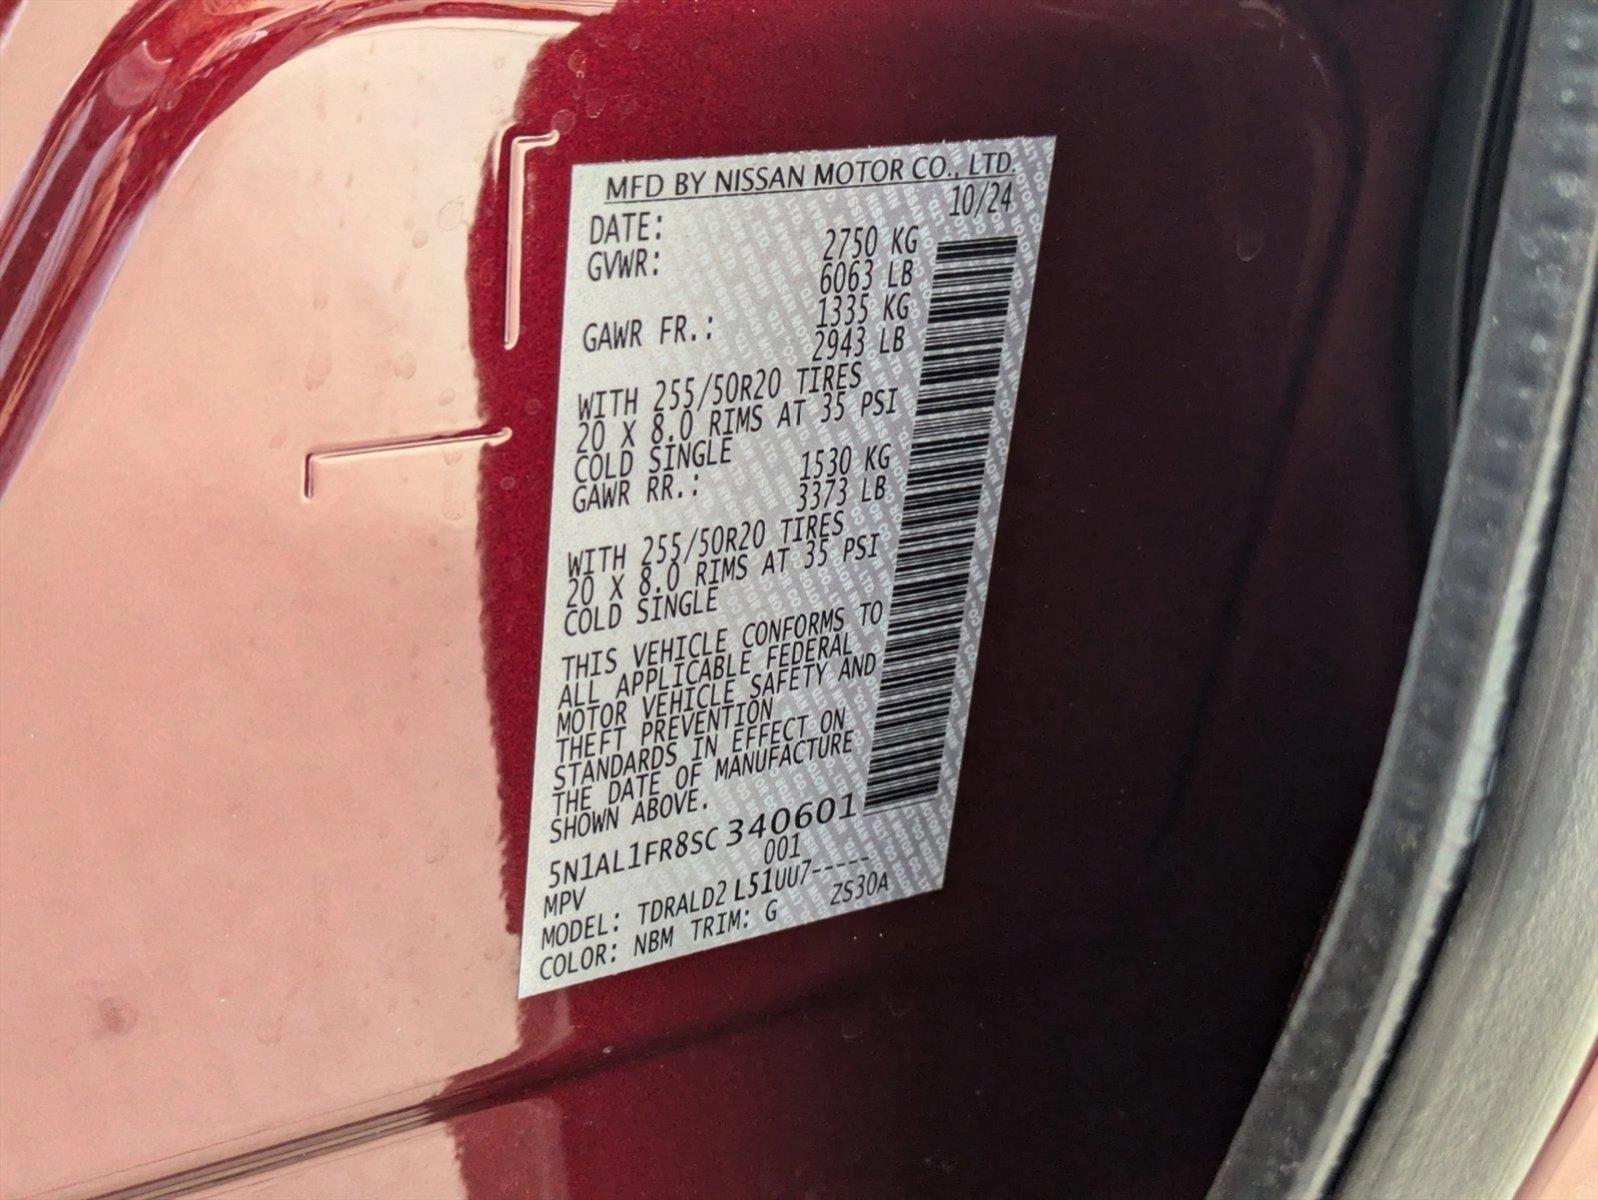 MFD BY NISSAN MOTOR CO., LTD.
DATE: 10/24
GVWR: 2750 KG
6063 LB
GAWR FR.: 1335 KG
2943 LB
WITH 255/50R20 TIRES
20 X 8.0 RIMS AT 35 PSI
COLD SINGLE
GAWR RR.: 1530 KG
3373 LB
WITH 255/50R20 TIRES
20 X 8.0 RIMS AT 35 PSI
COLD SINGLE
THIS VEHICLE CONFORMS TO
ALL APPLICABLE FEDERAL
MOTOR VEHICLE SAFETY AND
THEFT PREVENTION
STANDARDS IN EFFECT ON
THE DATE OF MANUFACTURE
SHOWN ABOVE.
5N1AL1FR8SC 340601
MPV 001
MODEL: TDRALD2 L51UU7-----
COLOR: NBM TRIM: G ZS30A